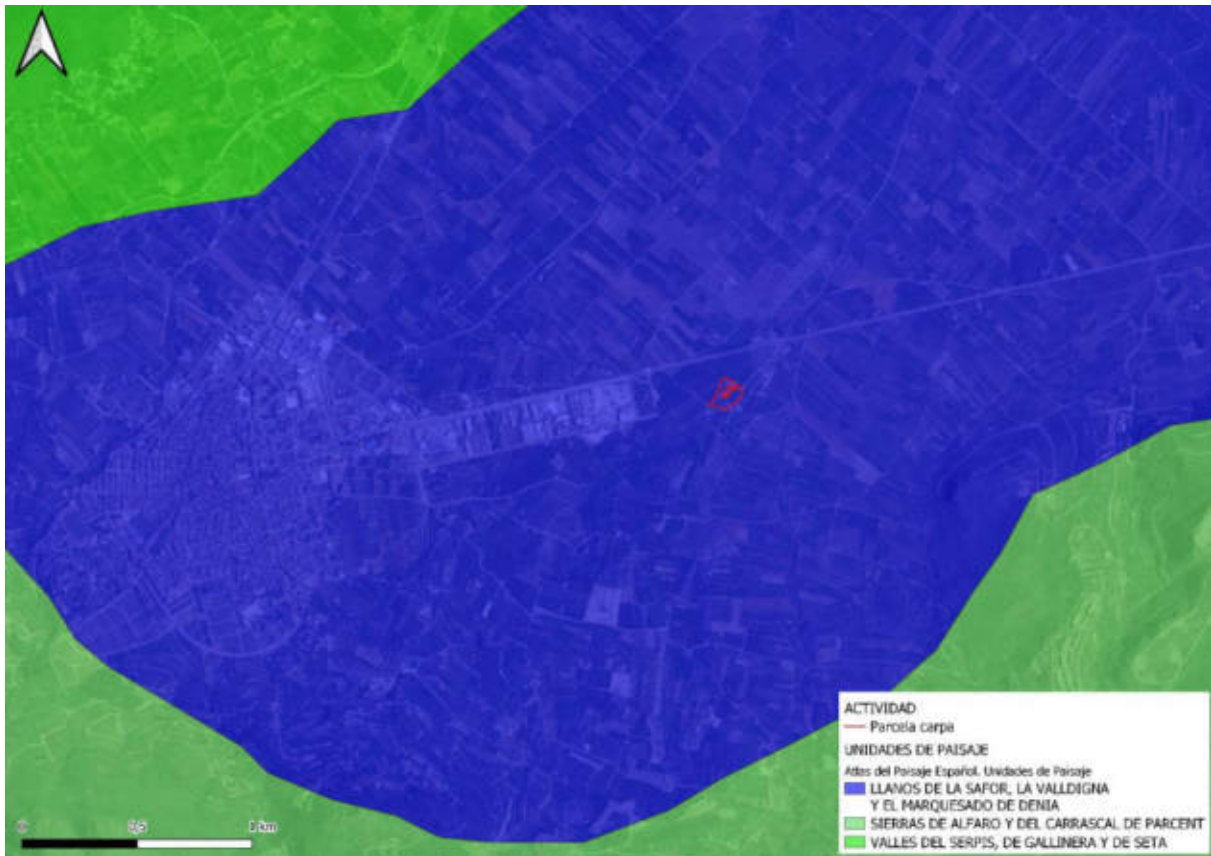 ACTIVIDAD
Parcela carpa
UNIDADES DE PAISAJE
Atlas del Paisaje Español. Unidades de Paisaje
LLANOS DE LA SAFOR, LA VALLDIGNA
Y EL MARQUESADO DE DENIA
SIERRAS DE ALFARO Y DEL CARRASCAL DE PARCENT
VALLES DEL SERPIS, DE GALLINERA Y DE SETA
0 0,5 1 km